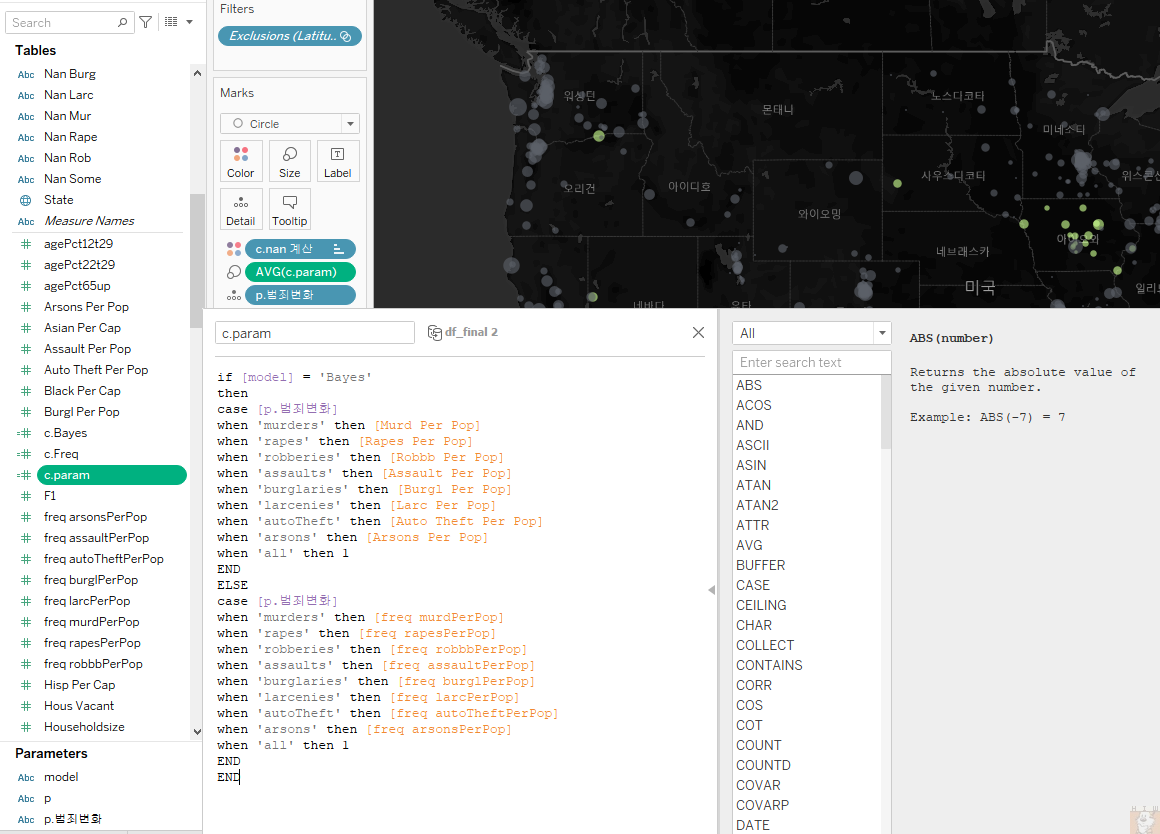 Search
Tables
Abc Nan Burg
Abc Nan Larc
Abc Nan Mur
Abc Nan Rape
Abc Nan Rob
Abc Nan Some
State
Abc Measure Names
agePct12t29
agePct22t29
agePct65up
Arsons Per Pop
Asian Per Cap
Assault Per Pop
Auto Theft Per Pop
Black Per Cap
Burgl Per Pop
c.Bayes
c.Freq
c.param
F1
freq arsonsPerPop
freq assaultPerPop
freq autoTheftPerPop
freq burglPerPop
freq larcPerPop
freq murdPerPop
freq rapesPerPop
freq robbbPerPop
Hisp Per Cap
Hous Vacant
Householdsize
Parameters
Abc model
Abc p
Abc p.범죄변화
Filters
Exclusions (Latitu..
Marks
Circle
Color
Size
Label
Detail
Tooltip
c.nan 계산
AVG(c.param)
p.범죄변화
워싱턴
몬태니
노스다코타
미네소타
오리건
아이다호
사우스다코타
위스콘신
와이오밍
네브래스카
아이오와
미국
네바다
유타
일리
c.param
df_final 2
if [model] = 'Bayes'
then
case [p.범죄변화]
when 'murders' then [Murd Per Pop]
when 'rapes' then [Rapes Per Pop]
when 'robberies' then [Robbb Per Pop]
when 'assaults' then [Assault Per Pop]
when 'burglaries' then [Burgl Per Pop]
when 'larcenies' then [Larc Per Pop]
when 'autoTheft' then [Auto Theft Per Pop]
when 'arsons' then [Arsons Per Pop]
when 'all' then 1
END
ELSE
case [p.범죄변화]
when 'murders' then [freq murdPerPop]
when 'rapes' then [freq rapesPerPop]
when 'robberies' then [freq robbbPerPop]
when 'assaults' then [freq assaultPerPop]
when 'burglaries' then [freq burglPerPop]
when 'larcenies' then [freq larcPerPop]
when 'autoTheft' then [freq autoTheftPerPop]
when 'arsons' then [freq arsonsPerPop]
when 'all' then 1
END
END
All
Enter search text
ABS
ACOS
AND
ASCII
ASIN
ATAN
ATAN2
ATTR
AVG
BUFFER
CASE
CEILING
CHAR
COLLECT
CONTAINS
CORR
COS
COT
COUNT
COUNTD
COVAR
COVARP
DATE
ABS(number)
Returns the absolute value of
the given number.
Example: ABS(-7) = 7